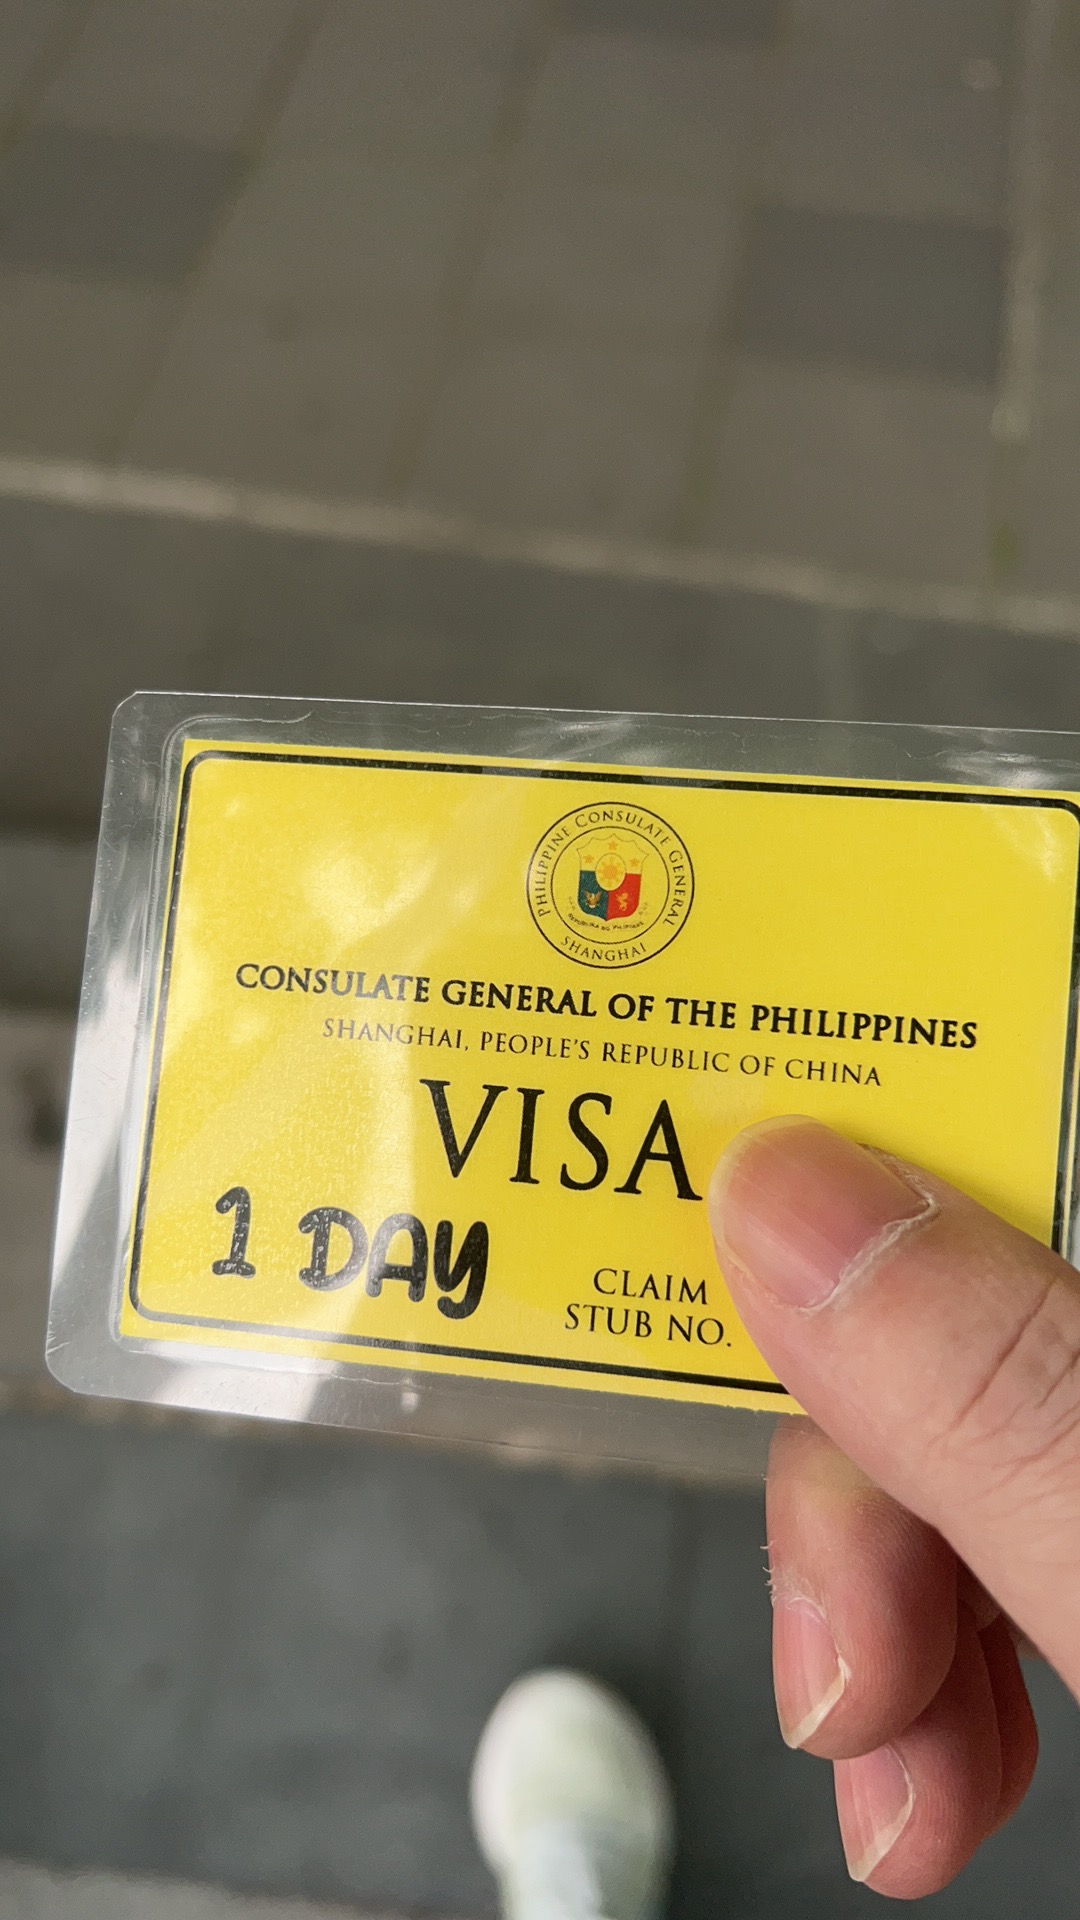 PHILIPPINE CONSULATE GENERAL
SHANGHAI
CONSULATE GENERAL OF THE PHILIPPINES
SHANGHAI, PEOPLE'S REPUBLIC OF CHINA
VISA
1 DAY
CLAIM
STUB NO.